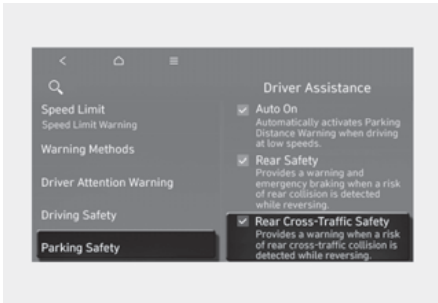 Driver Assistance
Speed Limit
Speed Limit Warning
Warning Methods
Driver Attention Warning
Driving Safety
Parking Safety
Auto On
Automatically activates Parking
Distance Warning when driving
at low speeds.
Rear Safety
Provides a warning and
emergency braking when a risk
of rear collision is detected
while reversing.
Rear Cross-Traffic Safety
Provides a warning when a risk
of rear cross-traffic collision is
detected while reversing.